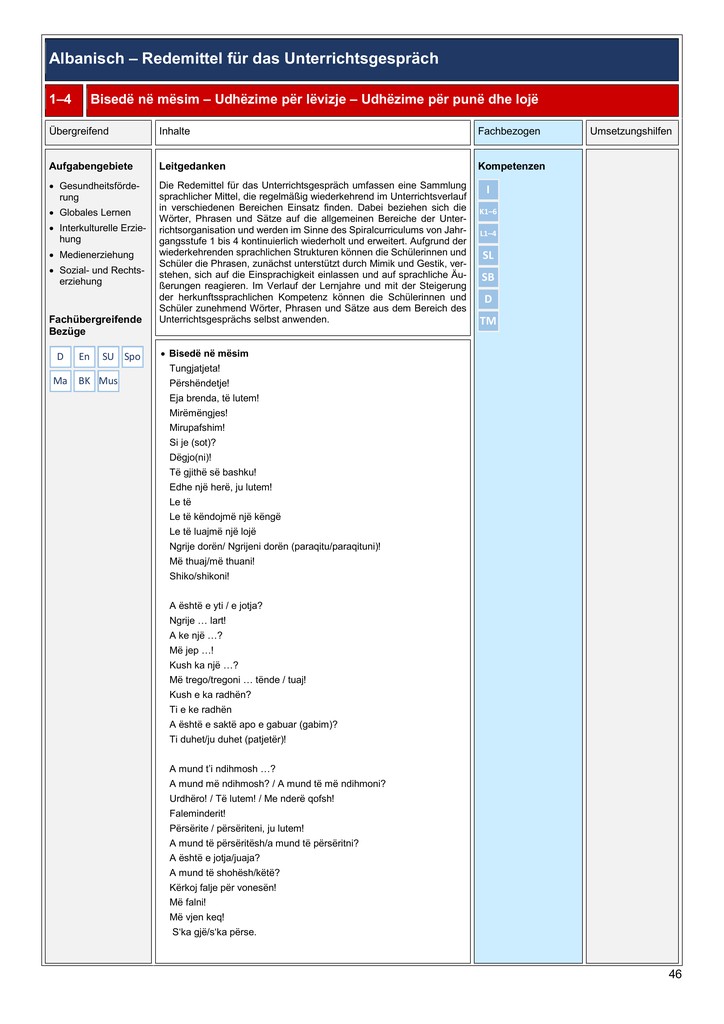 Albanisch – Redemittel für das Unterrichtsgespräch
1–4 Bisedë në mësim – Udhëzime për lëvizje – Udhëzime për punë dhe lojë
Übergreifend
Inhalte
Fachbezogen
Umsetzungshilfen
Aufgabengebiete
• Gesundheitsförde-
rung
• Globales Lernen
• Interkulturelle Erzie-
hung
• Medienerziehung
• Sozial- und Rechts-
erziehung
Fachübergreifende
Bezüge
D En SU Spo
Ma BK Mus
Leitgedanken
Die Redemittel für das Unterrichtsgespräch umfassen eine Sammlung
sprachlicher Mittel, die regelmäßig wiederkehrend im Unterrichtsverlauf
in verschiedenen Bereichen Einsatz finden. Dabei beziehen sich die
Wörter, Phrasen und Sätze auf die allgemeinen Bereiche der Unter-
richtsorganisation und werden im Sinne des Spiralcurriculums von Jahr-
gangsstufe 1 bis 4 kontinuierlich wiederholt und erweitert. Aufgrund der
wiederkehrenden sprachlichen Strukturen können die Schülerinnen und
Schüler die Phrasen, zunächst unterstützt durch Mimik und Gestik, ver-
stehen, sich auf die Einsprachigkeit einlassen und auf sprachliche Äu-
ßerungen reagieren. Im Verlauf der Lernjahre und mit der Steigerung
der herkunftssprachlichen Kompetenz können die Schülerinnen und
Schüler zunehmend Wörter, Phrasen und Sätze aus dem Bereich des
Unterrichtsgesprächs selbst anwenden.
• Bisedë në mësim
Tungjatjeta!
Përshëndetje!
Eja brenda, të lutem!
Mirëmëngjes!
Mirupafshim!
Si je (sot)?
Dëgjo(ni)!
Të gjithë së bashku!
Edhe një herë, ju lutem!
Le të
Le të këndojmë një këngë
Le të luajmë një lojë
Ngrije dorën/ Ngrijeni dorën (paraqitu/paraqituni)!
Më thuaj/më thuani!
Shiko/shikoni!
A është e yti / e jotja?
Ngrije … lart!
A ke një …?
Më jep …!
Kush ka një …?
Më trego/tregoni … tënde / tuaj!
Kush e ka radhën?
Ti e ke radhën
A është e saktë apo e gabuar (gabim)?
Ti duhet/ju duhet (patjetër)!
A mund t’i ndihmosh …?
A mund më ndihmosh? / A mund të më ndihmoni?
Urdhëro! / Të lutem! / Me nderë qofsh!
Faleminderit!
Përsërite / përsëriteni, ju lutem!
A mund të përsëritësh/a mund të përsëritni?
A është e jotja/juaja?
A mund të shohësh/këtë?
Kërkoj falje për vonesën!
Më falni!
Më vjen keq!
S‘ka gjë/s‘ka përse.
Kompetenzen
I
K1–6
L1–4
SL
SB
D
TM
46